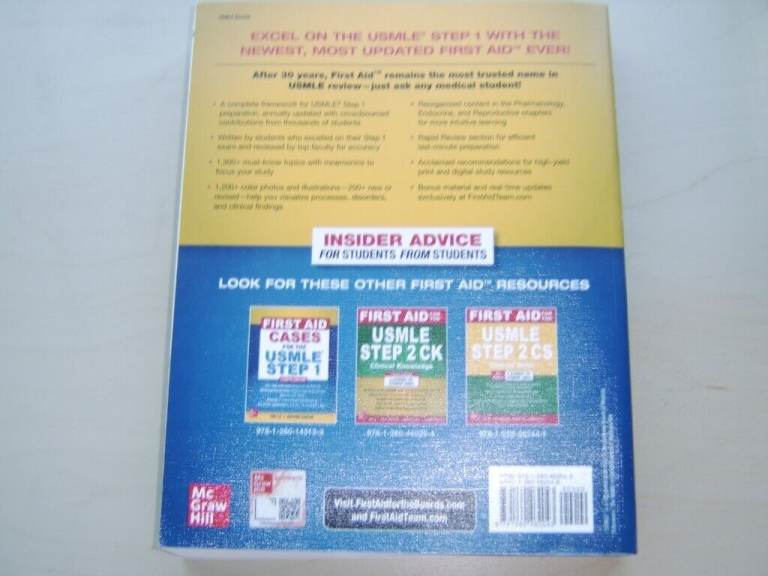 EXCEL ON THE USMLE® STEP 1 WITH THE
NEWEST, MOST UPDATED FIRST AID™ EVER!
After 30 years, First Aid™ remains the most trusted name in
USMLE review—just ask any medical student!
• A complete framework for USMLE® Step 1
preparation, annually updated with crowdsourced
contributions from thousands of students
• Written by students who excelled on their Step 1
exam and reviewed by top faculty for accuracy
• 1,300+ must-know topics with mnemonics to
focus your study
• 1,200+ color photos and illustrations—200+ new or
revised—help you visualize processes, disorders,
and clinical findings
• Reorganized content in the Pharmacology,
Endocrine, and Reproductive chapters
for more intuitive learning
• Rapid Review section for efficient
last-minute preparation
• Acclaimed recommendations for high-yield
print and digital study resources
• Bonus material and real-time updates
exclusively at FirstAidTeam.com
INSIDER ADVICE
FOR STUDENTS FROM STUDENTS
LOOK FOR THESE OTHER FIRST AID™ RESOURCES
FIRST AID
CASES
FOR THE
USMLE
STEP 1
FIRST AID FOR THE
USMLE
STEP 2 CK
Clinical Knowledge
FIRST AID FOR THE
USMLE
STEP 2 CS
Mc
Graw
Hill
Visit FirstAidfortheBoards.com
and FirstAidTeam.com